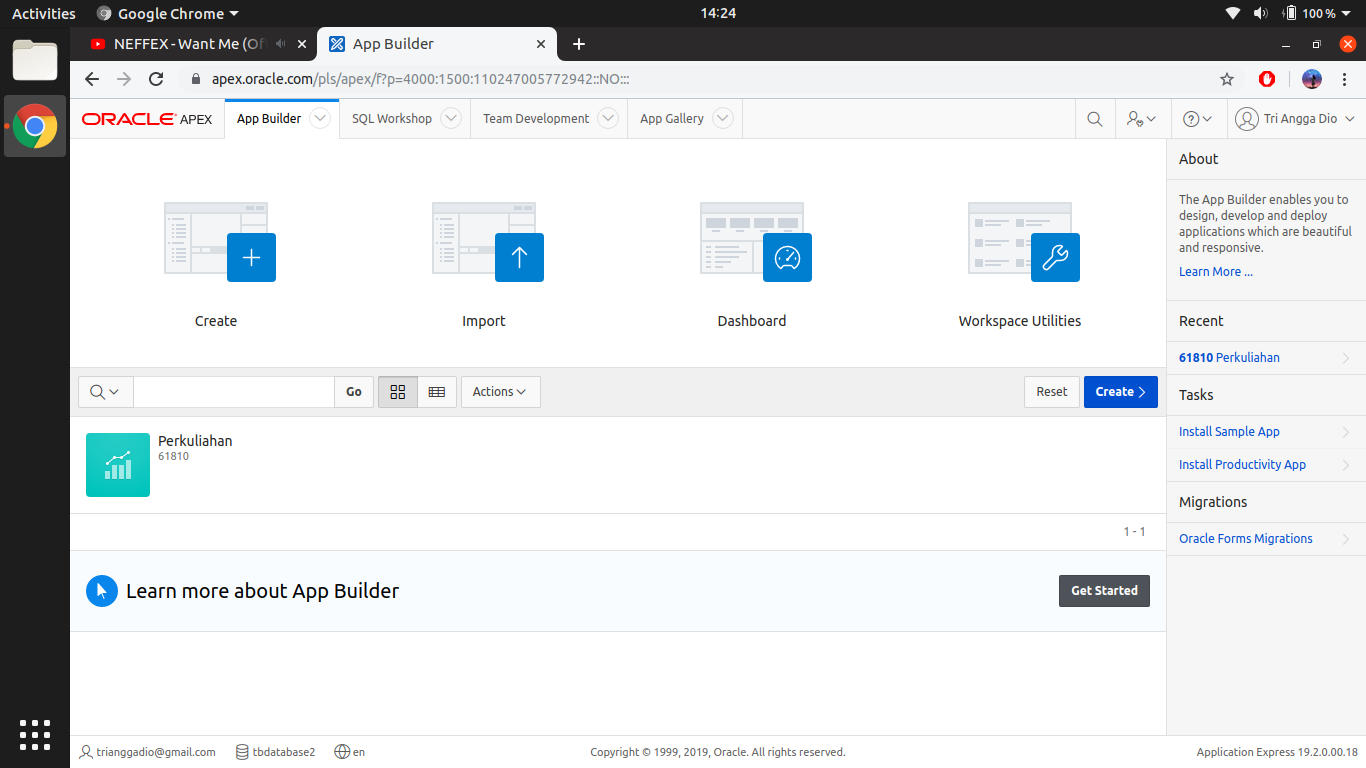 Activities
Google Chrome
14:24
100 %
NEFFEX - Want Me (Of
App Builder
apex.oracle.com/pls/apex/f?p=4000:1500:110247005772942::NO:::
ORACLE APEX
App Builder
SQL Workshop
Team Development
App Gallery
Tri Angga Dio
Create
Import
Dashboard
Workspace Utilities
Go
Actions
Reset
Create
Perkuliahan
61810
1 - 1
Learn more about App Builder
Get Started
About
The App Builder enables you to
design, develop and deploy
applications which are beautiful
and responsive.
Learn More ...
Recent
61810 Perkuliahan
Tasks
Install Sample App
Install Productivity App
Migrations
Oracle Forms Migrations
trianggadio@gmail.com
tbdatabase2
en
Copyright © 1999, 2019, Oracle. All rights reserved.
Application Express 19.2.0.00.18